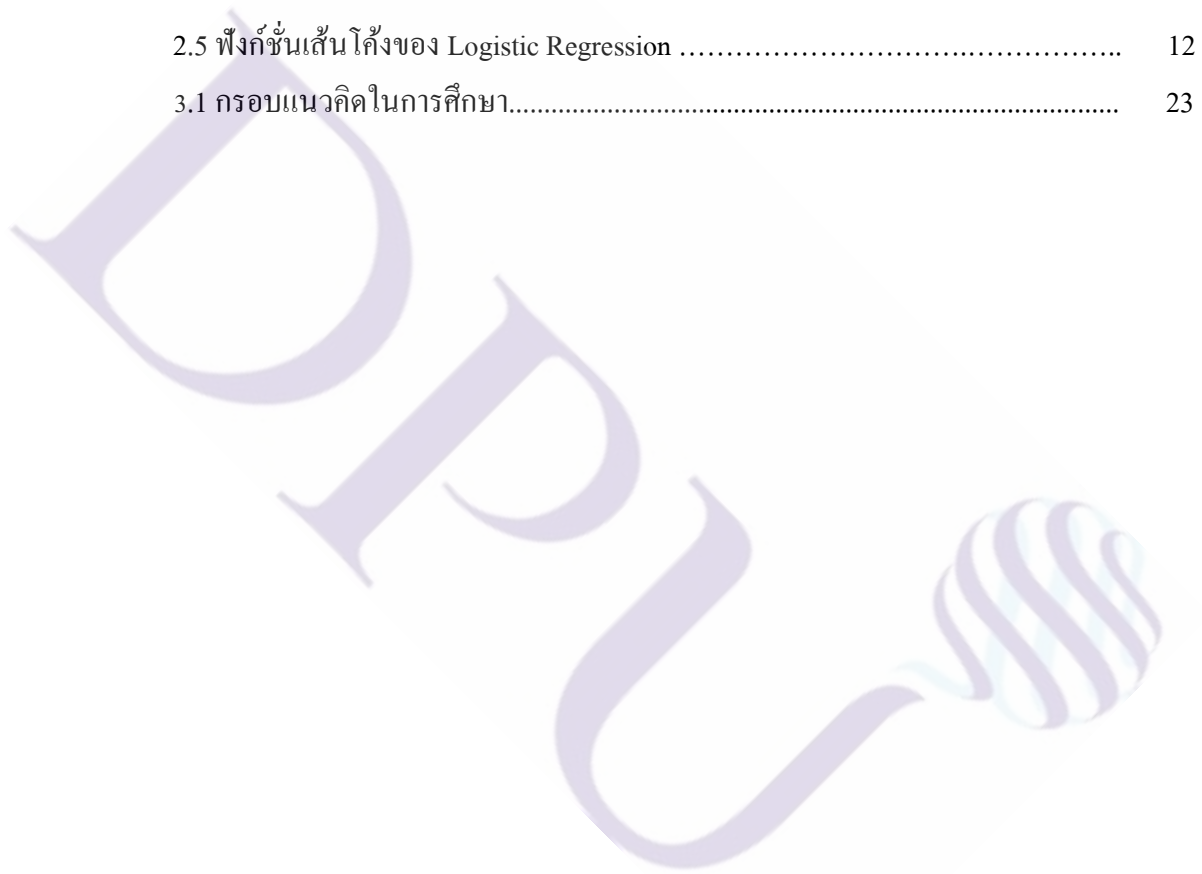 2.5 ฟังก์ชั่นเส้นโค้งของ Logistic Regression ……………………………..…………….. 12
3.1 กรอบแนวคิดในการศึกษา.................................................................................... 23
DPU